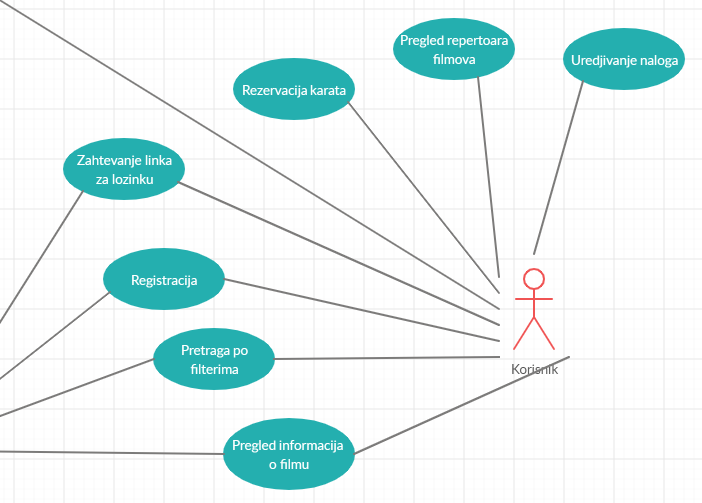 Pregled repertoara
filmova
Uredjivanje naloga
Rezervacija karata
Zahtevanje linka
za lozinku
Registracija
Pretraga po
filterima
Korisnik
Pregled informacija
o filmu